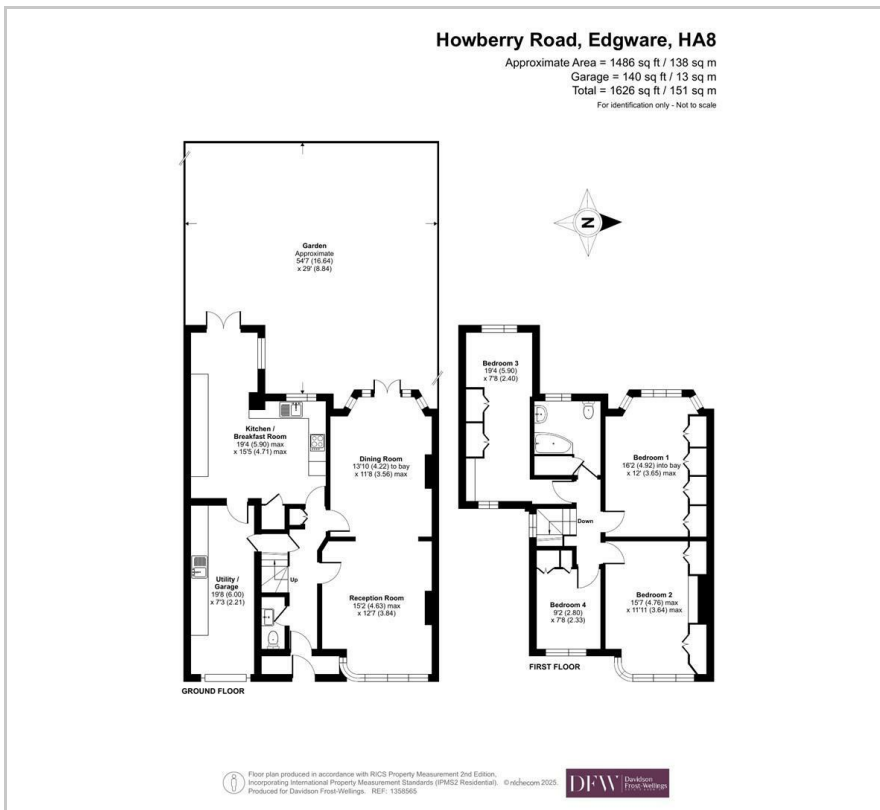 Howberry Road, Edgware, HA8
Approximate Area = 1486 sq ft / 138 sq m
Garage = 140 sq ft / 13 sq m
Total = 1626 sq ft / 151 sq m
For identification only - Not to scale
N
Garden
Approximate
54'7 (16.64)
x 29' (8.84)
Kitchen /
Breakfast Room
19'4 (5.90) max
x 15'5 (4.71) max
Dining Room
13'10 (4.22) to bay
x 11'8 (3.56) max
Utility /
Garage
19'8 (6.00)
x 7'3 (2.21)
Up
Reception Room
15'2 (4.63) max
x 12'7 (3.84)
GROUND FLOOR
Bedroom 3
19'4 (5.90)
x 7'8 (2.40)
Bedroom 1
16'2 (4.92) into bay
x 12' (3.65) max
Down
Bedroom 4
9'2 (2.80)
x 7'8 (2.33)
Bedroom 2
15'7 (4.76) max
x 11'11 (3.64) max
FIRST FLOOR
Floor plan produced in accordance with RICS Property Measurement 2nd Edition,
Incorporating International Property Measurement Standards (IPMS2 Residential). © nichecom 2025.
Produced for Davidson Frost-Wellings. REF: 1358565
DFW
Davidson
Frost-Wellings